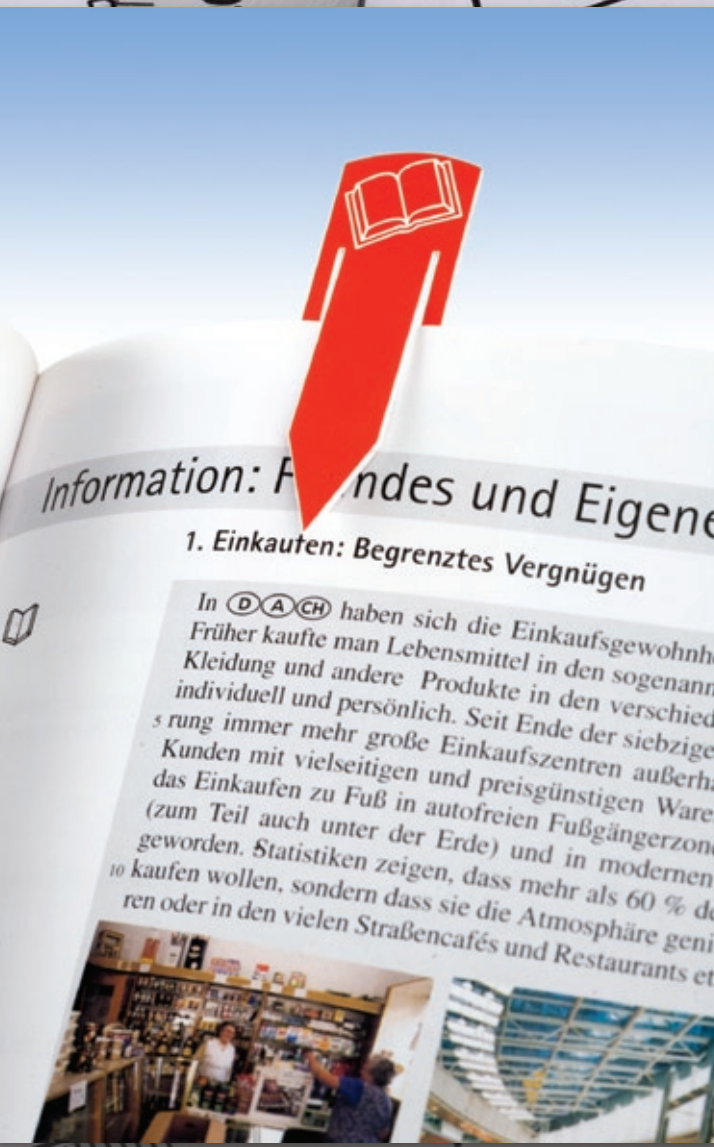 Information: F ndes und Eigene
1. Einkaufen: Begrenztes Vergnügen
In D A CH haben sich die Einkaufsgewohnh
Früher kaufte man Lebensmittel in den sogenann
Kleidung und andere Produkte in den verschied
individuell und persönlich. Seit Ende der siebzige
5 rung immer mehr große Einkaufszentren außerha
Kunden mit vielseitigen und preisgünstigen Ware
das Einkaufen zu Fuß in autofreien Fußgängerzon
(zum Teil auch unter der Erde) und in modernen
geworden. Statistiken zeigen, dass mehr als 60 % d
10 kaufen wollen, sondern dass sie die Atmosphäre geni
ren oder in den vielen Straßencafés und Restaurants et